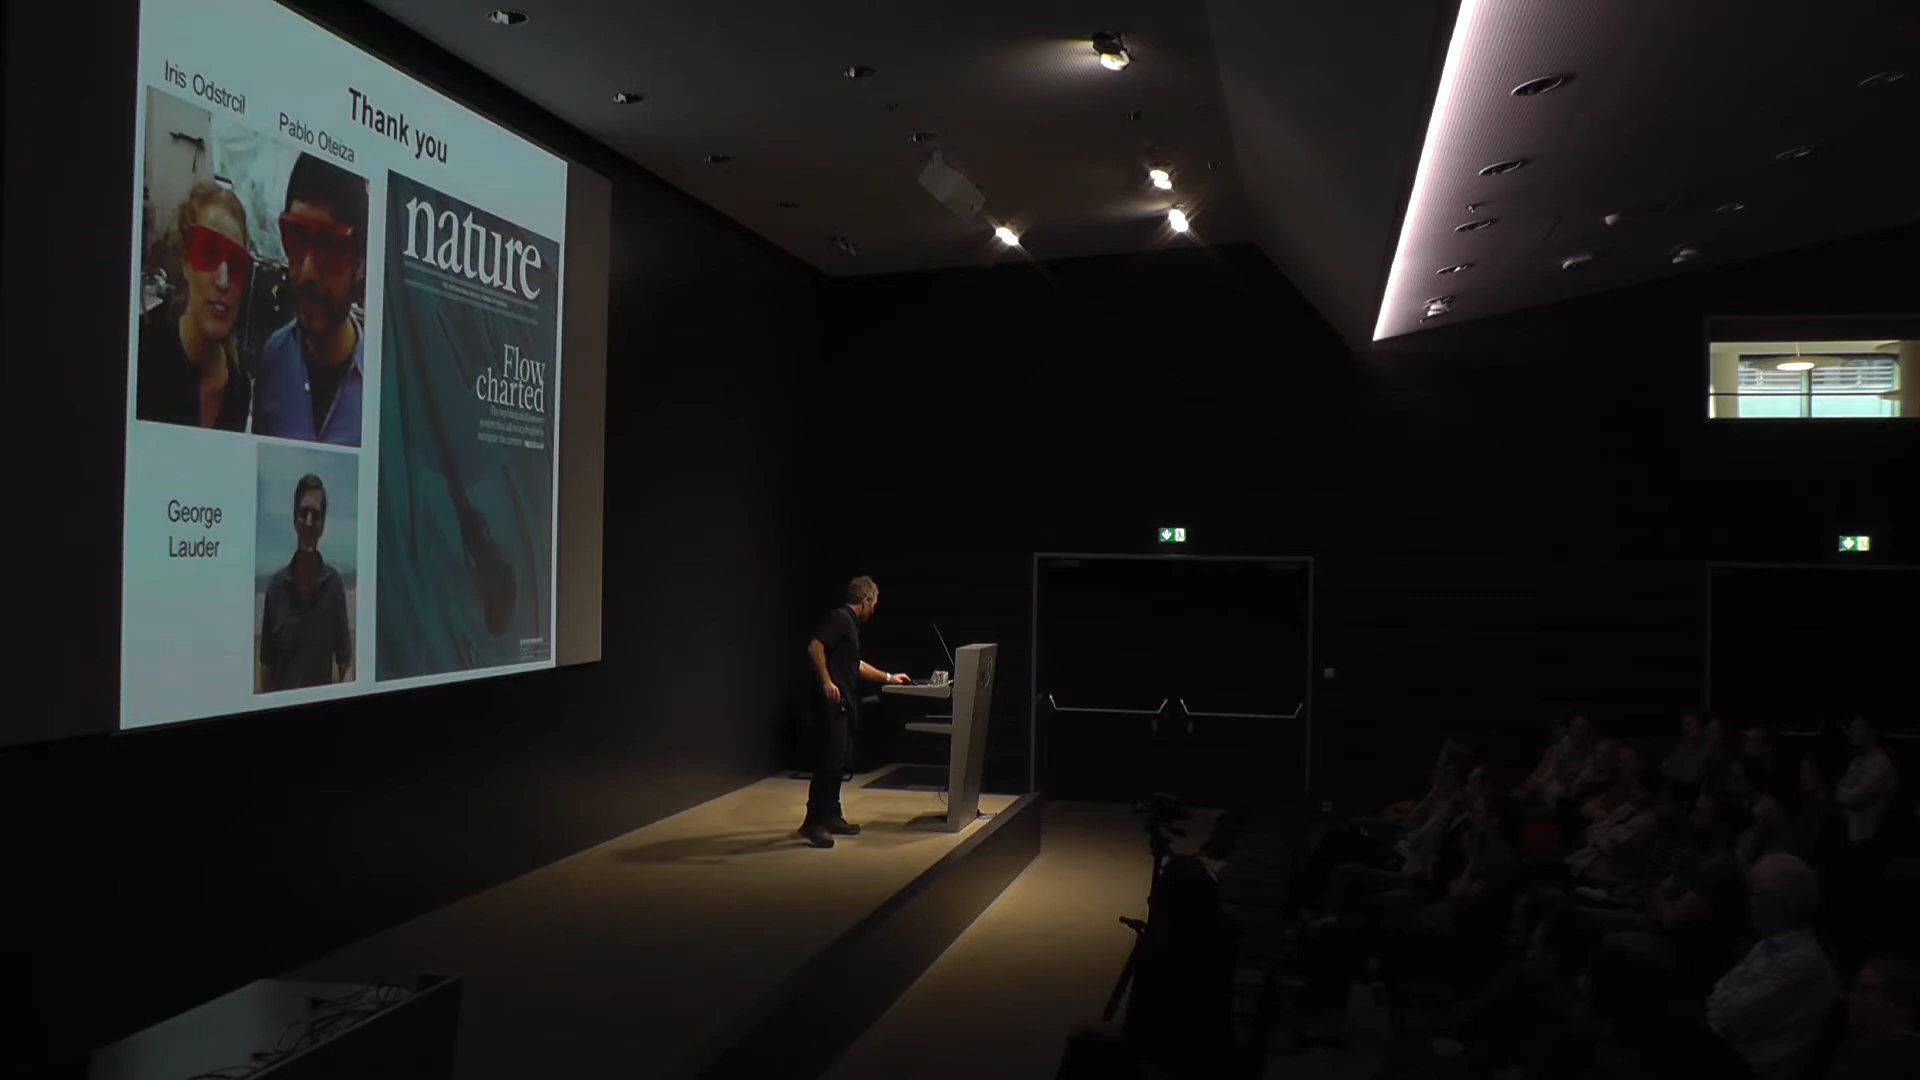 Thank you
Iris Odstrcil
Pablo Oteiza
nature
Flow
charted
George
Lauder